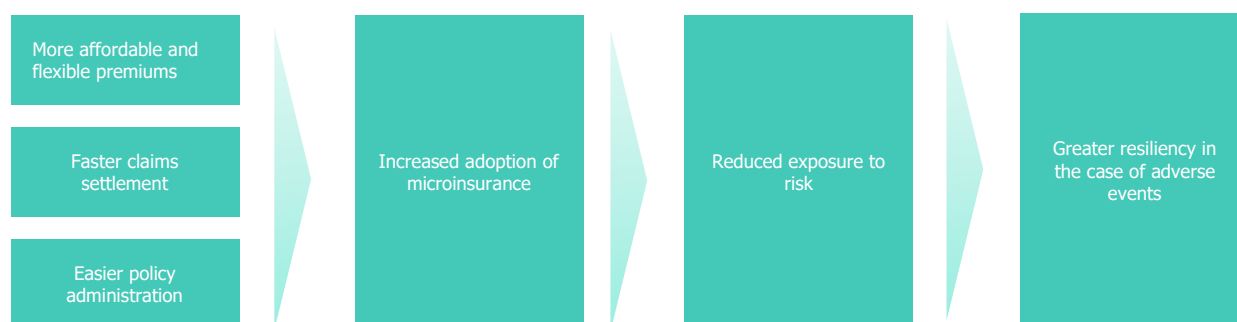 More affordable and
flexible premiums
Faster claims
settlement
Easier policy
administration
Increased adoption of
microinsurance
Reduced exposure to
risk
Greater resiliency in
the case of adverse
events